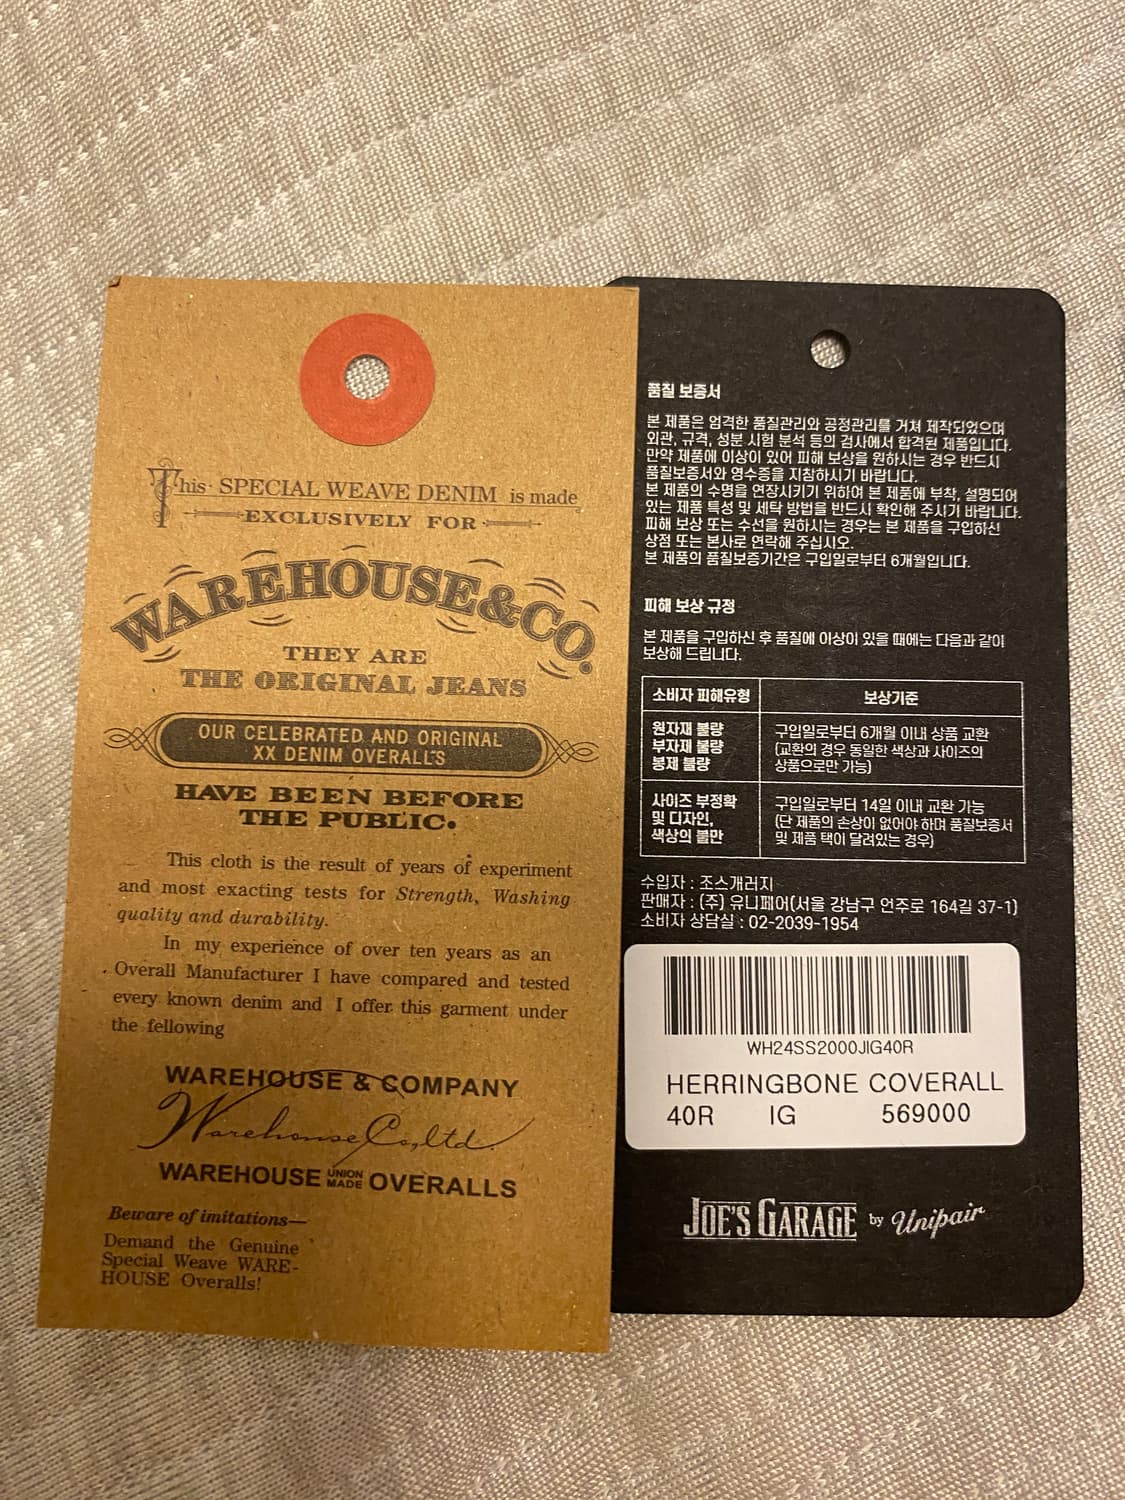 This SPECIAL WEAVE DENIM is made
EXCLUSIVELY FOR
WAREHOUSE&CO.
THEY ARE
THE ORIGINAL JEANS
OUR CELEBRATED AND ORIGINAL
XX DENIM OVERALL'S
HAVE BEEN BEFORE
THE PUBLIC.
This cloth is the result of years of experiment
and most exacting tests for Strength, Washing
quality and durability.
In my experience of over ten years as an
Overall Manufacturer I have compared and tested
every known denim and I offer this garment under
the fellowing
WAREHOUSE & COMPANY
Warehouse Co,ltd.
WAREHOUSE UNION MADE OVERALLS
Beware of imitations—
Demand the Genuine
Special Weave WARE-
HOUSE Overalls!
품질 보증서
본 제품은 엄격한 품질관리와 공정관리를 거쳐 제작되었으며
외관, 규격, 성분 시험 분석 등의 검사에서 합격된 제품입니다.
만약 제품에 이상이 있어 피해 보상을 원하시는 경우 반드시
품질보증서와 영수증을 지참하시기 바랍니다.
본 제품의 수명을 연장시키기 위하여 본 제품에 부착, 설명되어
있는 제품 특성 및 세탁 방법을 반드시 확인해 주시기 바랍니다.
피해 보상 또는 수선을 원하시는 경우는 본 제품을 구입하신
상점 또는 본사로 연락해 주십시오.
본 제품의 품질보증기간은 구입일로부터 6개월입니다.
피해 보상 규정
본 제품을 구입하신 후 품질에 이상이 있을 때에는 다음과 같이
보상해 드립니다.
소비자 피해유형 보상기준
원자재 불량
부자재 불량
봉제 불량
구입일로부터 6개월 이내 상품 교환
(교환의 경우 동일한 색상과 사이즈의
상품으로만 가능)
사이즈 부정확
및 디자인,
색상의 불만
구입일로부터 14일 이내 교환 가능
(단 제품의 손상이 없어야 하며 품질보증서
및 제품 택이 달려있는 경우)
수입자 : 조스개러지
판매자 : (주) 유니페어(서울 강남구 언주로 164길 37-1)
소비자 상담실 : 02-2039-1954
WH24SS2000JIG40R
HERRINGBONE COVERALL
40R IG 569000
JOE'S GARAGE by Unipair